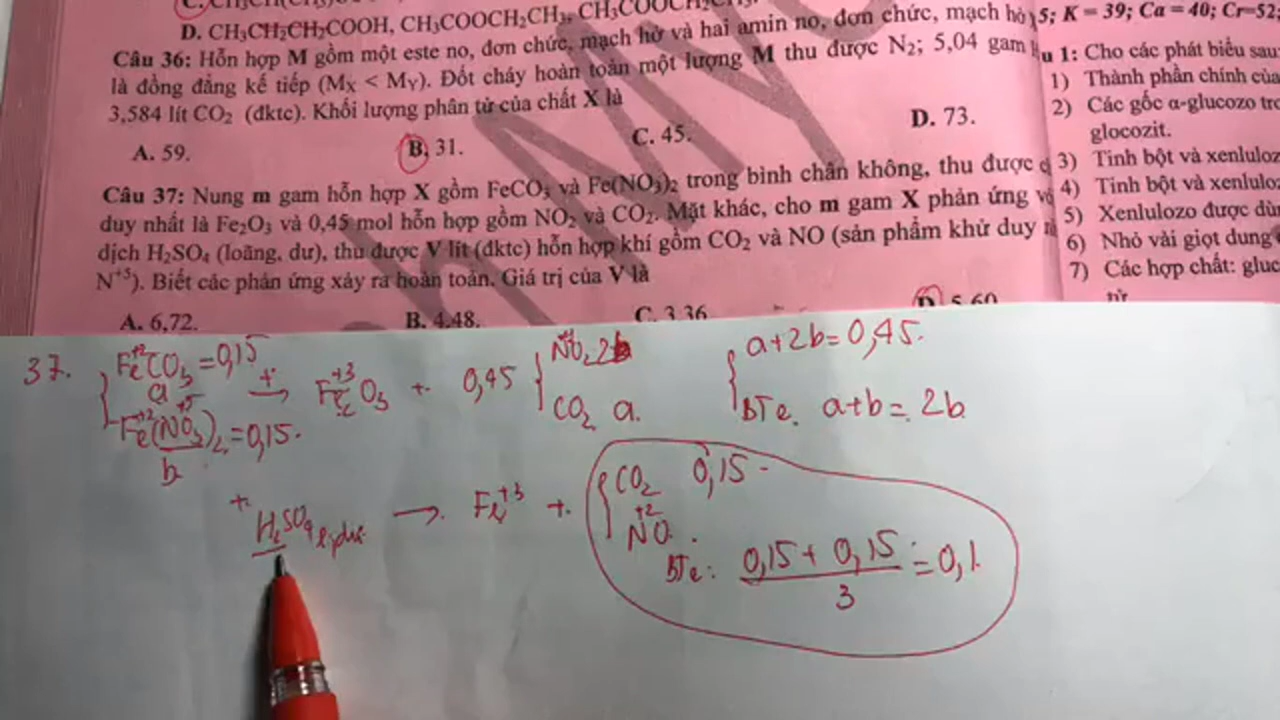 D. CH₃CH₂CH₂COOH, CH₃COOCH₂CH₃,
Câu 36: Hỗn hợp M gồm một este no, đơn chức, mạch hở và hai amin no, đơn chức, mạch hở
là đồng đẳng kế tiếp (Mx < My). Đốt cháy hoàn toàn một lượng M thu được N₂; 5,04 gam
3,584 lít CO₂ (đktc). Khối lượng phân tử của chất X là
A. 59. B. 31. C. 45. D. 73.
Câu 37: Nung m gam hỗn hợp X gồm FeCO₃ và Fe(NO₃)₂ trong bình chân không, thu được
duy nhất là Fe₂O₃ và 0,45 mol hỗn hợp gồm NO₂ và CO₂. Mặt khác, cho m gam X phản ứng
dịch H₂SO₄ (loãng, dư), thu được V lít (đktc) hỗn hợp khí gồm CO₂ và NO (sản phẩm khử duy
N⁺⁵). Biết các phản ứng xảy ra hoàn toàn. Giá trị của V là
A. 6,72. B. 4,48. C. 3,36 D. 5,60
5; K = 39; Ca = 40; Cr=52;
u 1: Cho các phát biểu sau
1) Thành phần chính của
2) Các gốc α-glucozo
glocozit.
3) Tinh bột và xenluloz
4) Tinh bột và xenluloz
5) Xenlulozo được dùn
6) Nhỏ vài giọt dung
7) Các hợp chất: gluc
37. Fe⁺²CO₃ = 0,15
a
Fe⁺²(N⁺⁵O₃)₂ = 0,15.
b
→ Fe₂⁺³O₃ + 0,45
NO₂ 2b
CO₂ a.
a + 2b = 0,45.
BTe. a + b = 2b
+ H₂SO₄ → Fe⁺³ +
CO₂ 0,15
N⁺²O.
BTe: (0,15 + 0,15)/3 = 0,1.